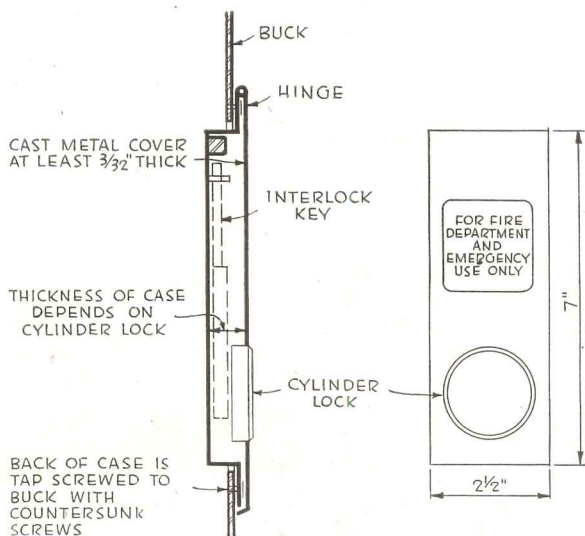 BUCK
HINGE
CAST METAL COVER
AT LEAST 3/32" THICK
INTERLOCK
KEY
THICKNESS OF CASE
DEPENDS ON
CYLINDER LOCK
CYLINDER
LOCK
BACK OF CASE IS
TAP SCREWED TO
BUCK WITH
COUNTERSUNK
SCREWS
FOR FIRE
DEPARTMENT
AND
EMERGENCY
USE ONLY
7"
2½"